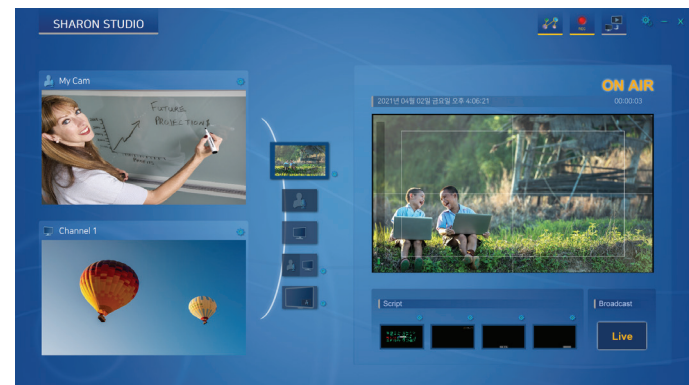 SHARON STUDIO
REC
My Cam
FUTURE
PROJECTIONS
Channel 1
ON AIR
2021년 04월 02일 금요일 오후 4:06:21
00:00:03
Script
Broadcast
Live